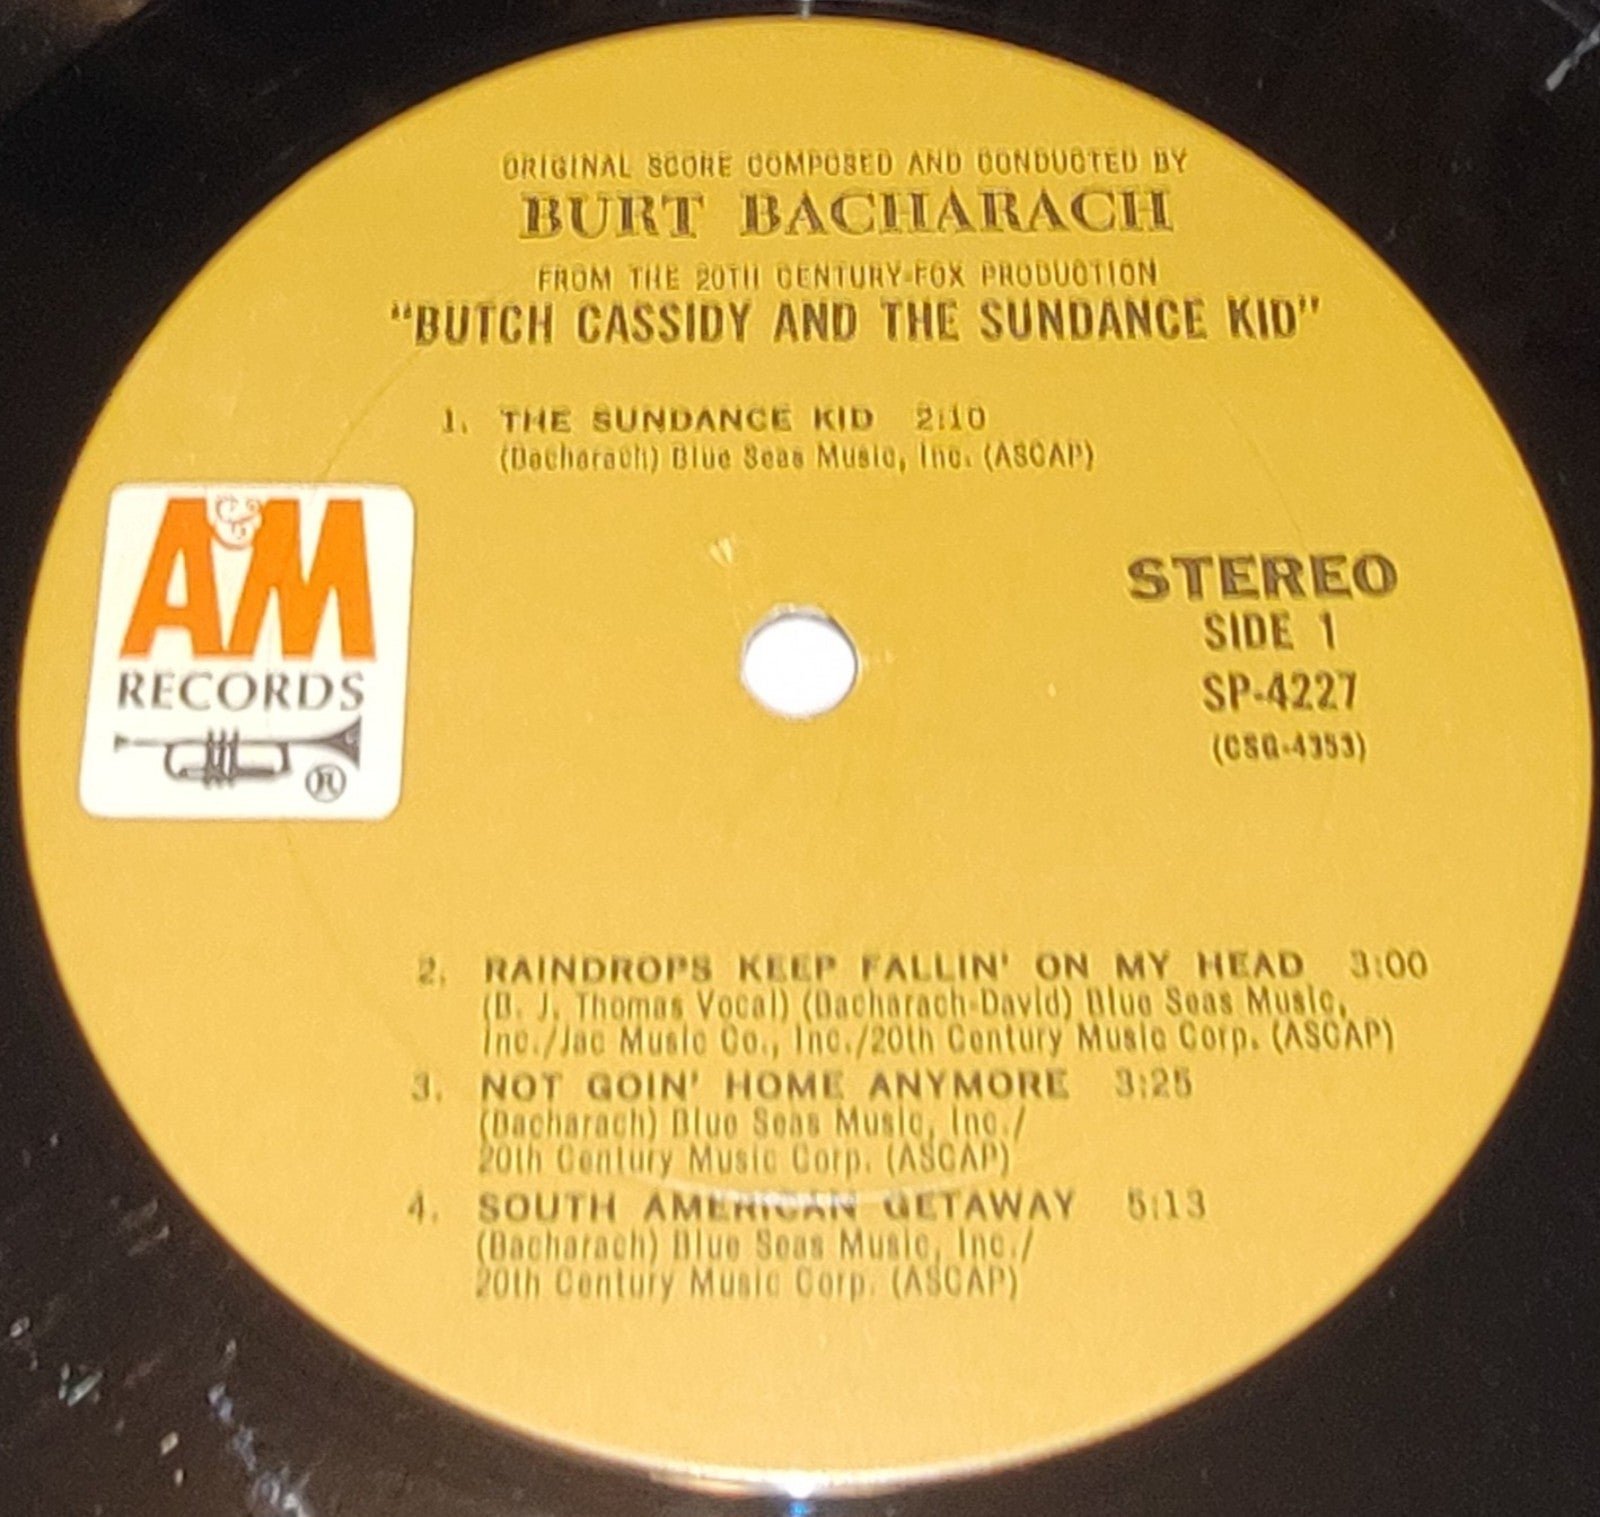 ORIGINAL SCORE COMPOSED AND CONDUCTED BY
BURT BACHARACH
FROM THE 20TH CENTURY-FOX PRODUCTION
"BUTCH CASSIDY AND THE SUNDANCE KID"
1. THE SUNDANCE KID 2:10
(Bacharach) Blue Seas Music, Inc. (ASCAP)
A&M
RECORDS
®
STEREO
SIDE 1
SP-4227
(CSG-4353)
2. RAINDROPS KEEP FALLIN' ON MY HEAD 3:00
(B. J. Thomas Vocal) (Bacharach-David) Blue Seas Music,
Inc./Jac Music Co., Inc./20th Century Music Corp. (ASCAP)
3. NOT GOIN' HOME ANYMORE 3:25
(Bacharach) Blue Seas Music, Inc./
20th Century Music Corp. (ASCAP)
4. SOUTH AMERICAN GETAWAY 5:13
(Bacharach) Blue Seas Music, Inc./
20th Century Music Corp. (ASCAP)